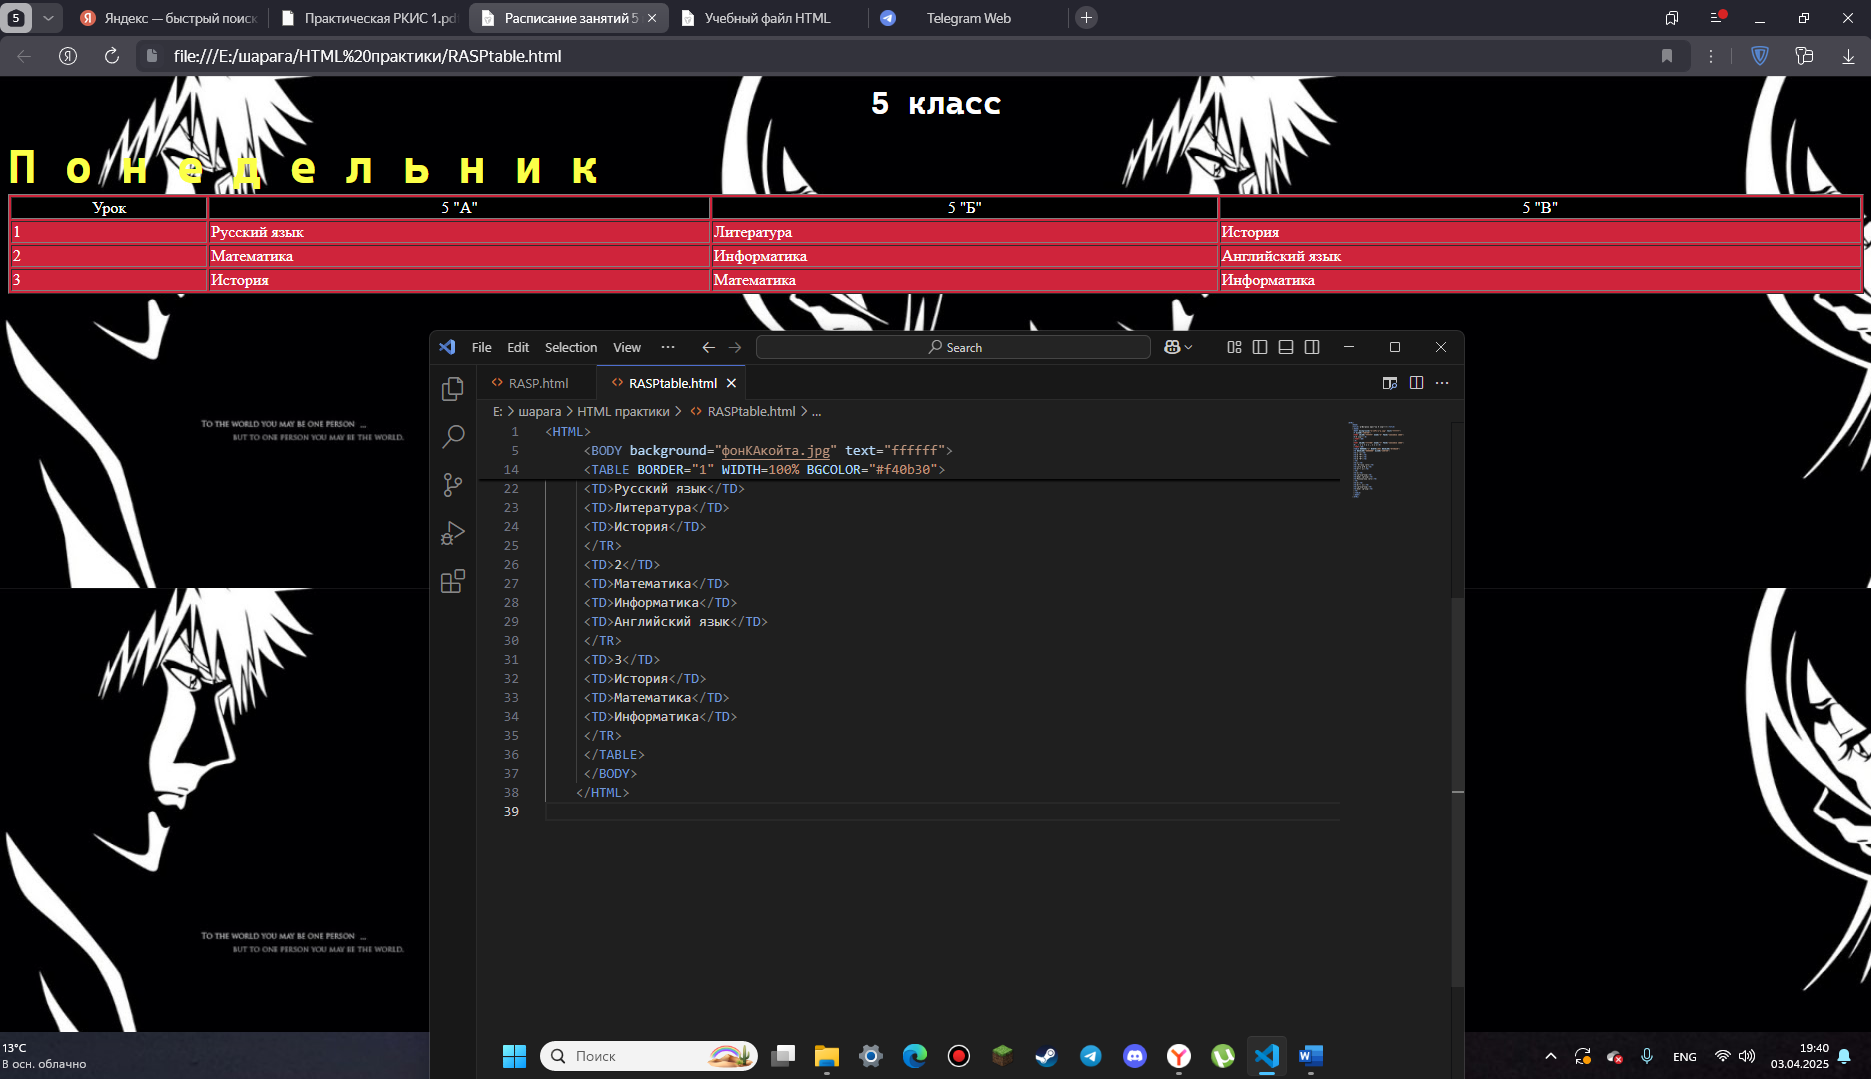 5
Яндекс — быстрый поиск
Практическая РКИС 1.pdf
Расписание занятий 5
Учебный файл HTML
Telegram Web
file:///E:/шарага/HTML%20практики/RASPtable.html
5 класс
Понедельник
Урок 5 "А" 5 "Б" 5 "В"
1 Русский язык Литература История
2 Математика Информатика Английский язык
3 История Математика Информатика
File Edit Selection View ··· Search
RASP.html RASPtable.html
E: > шарага > HTML практики > RASPtable.html > ...
1 <HTML>
5 <BODY background="фонКАкойта.jpg" text="ffffff">
14 <TABLE BORDER="1" WIDTH=100% BGCOLOR="#f40b30">
22 <TD>Русский язык</TD>
23 <TD>Литература</TD>
24 <TD>История</TD>
25 </TR>
26 <TD>2</TD>
27 <TD>Математика</TD>
28 <TD>Информатика</TD>
29 <TD>Английский язык</TD>
30 </TR>
31 <TD>3</TD>
32 <TD>История</TD>
33 <TD>Математика</TD>
34 <TD>Информатика</TD>
35 </TR>
36 </TABLE>
37 </BODY>
38 </HTML>
39
TO THE WORLD YOU MAY BE ONE PERSON ...
BUT TO ONE PERSON YOU MAY BE THE WORLD.
TO THE WORLD YOU MAY BE ONE PERSON ...
BUT TO ONE PERSON YOU MAY BE THE WORLD.
13°C
В осн. облачно
Поиск
ENG
19:40
03.04.2025